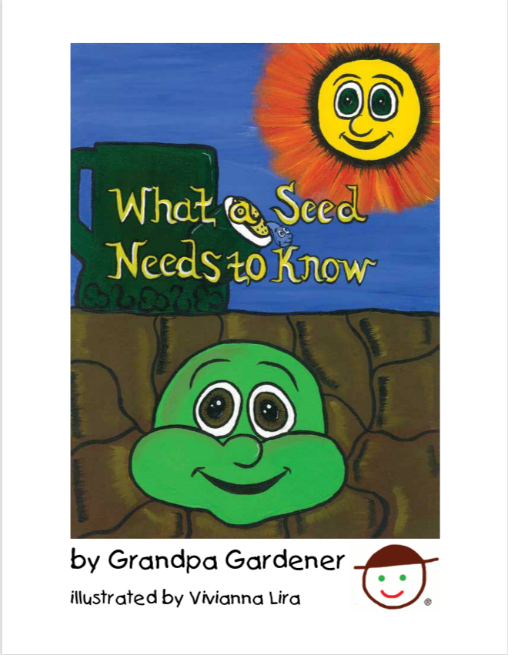 What a Seed
Needs to Know
by Grandpa Gardener
®
illustrated by Vivianna Lira